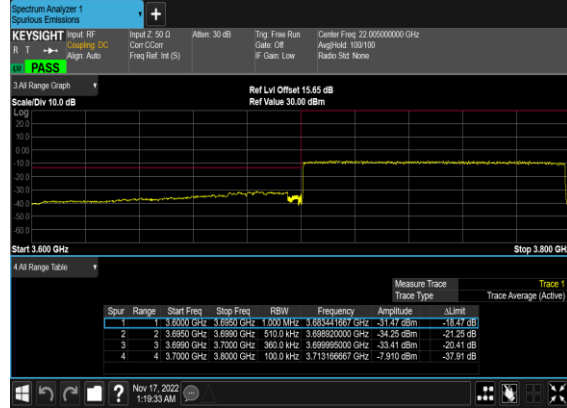 Spectrum Analyzer 1
Spurious Emissions
+
KEYSIGHT Input: RF Input Z: 50 Ω Atten: 30 dB Trig: Free Run Center Freq: 22.005000000 GHz
R T Coupling: DC Corr CCorr Gate: Off Avg|Hold: 100/100
Align: Auto Freq Ref: Int (S) IF Gain: Low Radio Std: None
LW PASS
3 All Range Graph
Ref Lvl Offset 15.65 dB
Scale/Div 10.0 dB Ref Value 30.00 dBm
Log
20.0
10.0
0.00
-10.0
-20.0
-30.0
-40.0
-50.0
-60.0
Start 3.600 GHz Stop 3.800 GHz
4 All Range Table
Measure Trace Trace 1
Trace Type Trace Average (Active)
Spur Range Start Freq Stop Freq RBW Frequency Amplitude ΔLimit
1 1 3.6000 GHz 3.6950 GHz 1.000 MHz 3.683441667 GHz -31.47 dBm -18.47 dB
2 2 3.6950 GHz 3.6990 GHz 510.0 kHz 3.698920000 GHz -34.25 dBm -21.25 dB
3 3 3.6990 GHz 3.7000 GHz 360.0 kHz 3.699995000 GHz -33.41 dBm -20.41 dB
4 4 3.7000 GHz 3.8000 GHz 100.0 kHz 3.713166667 GHz -7.910 dBm -37.91 dB
? Nov 17, 2022
1:19:33 AM